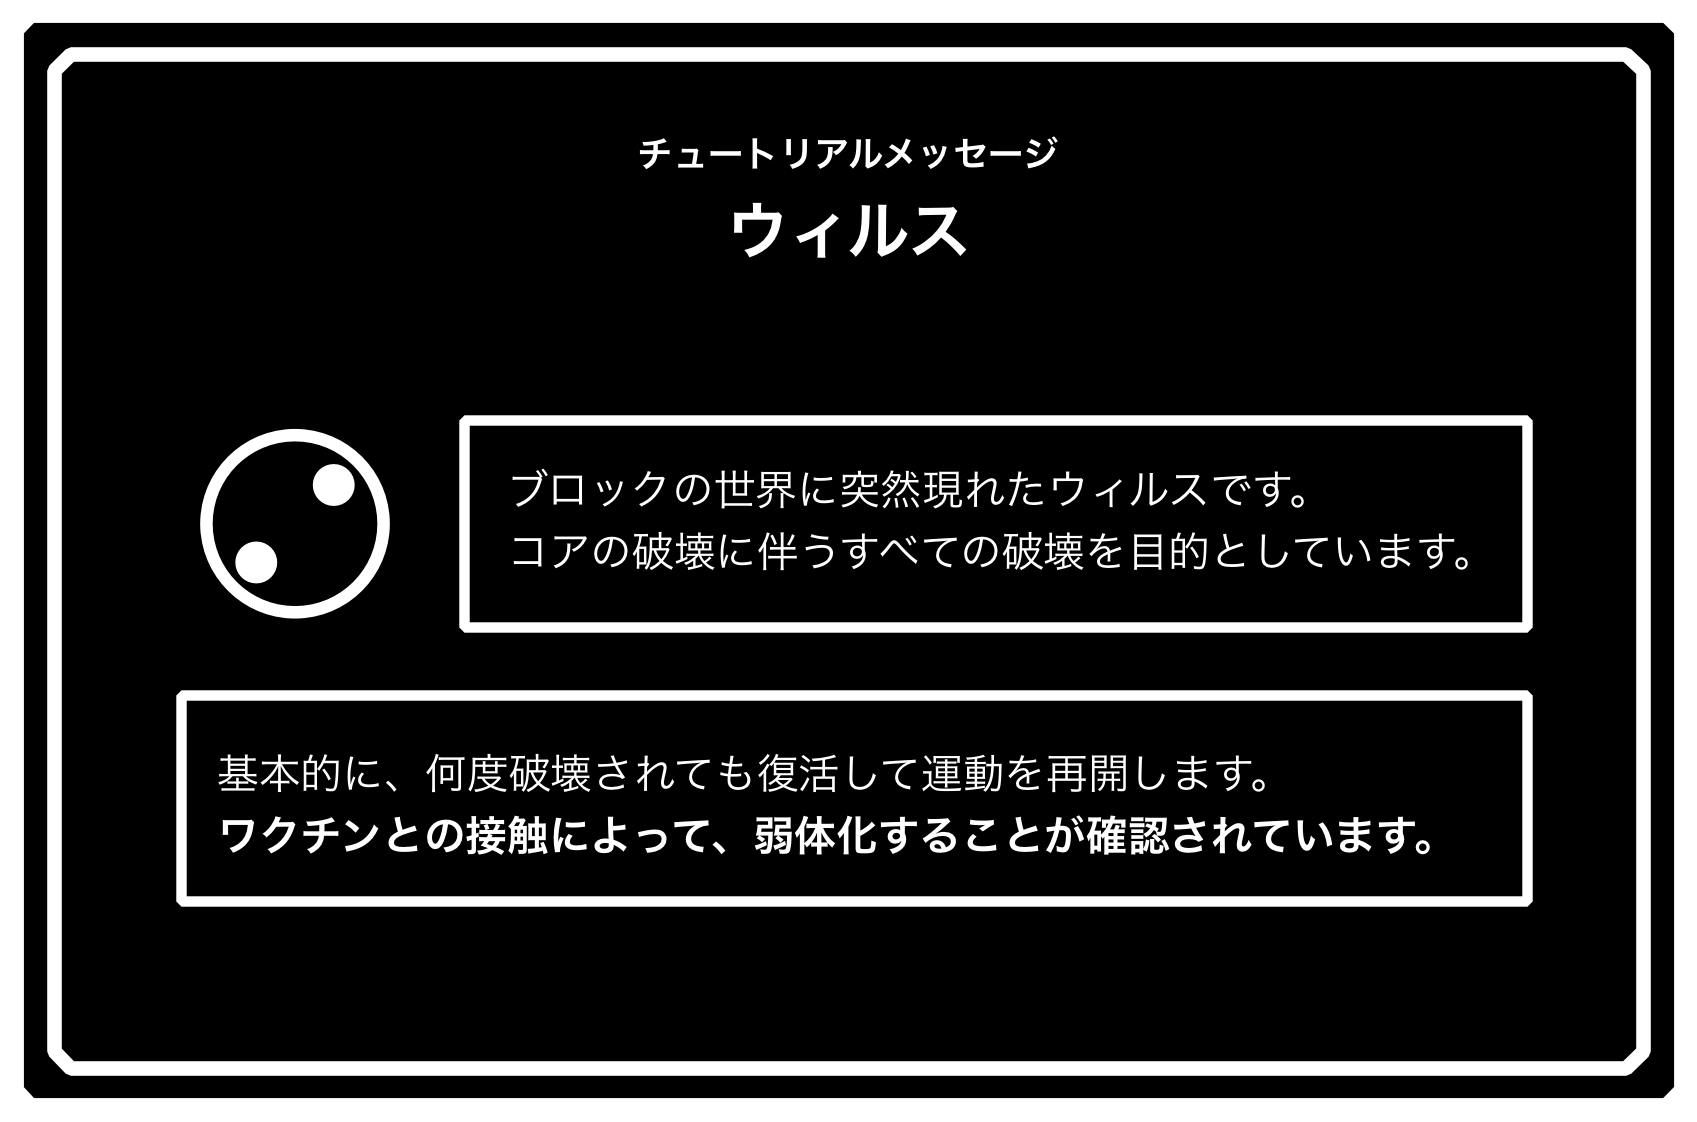 チュートリアルメッセージ
ウィルス
ブロックの世界に突然現れたウィルスです。
コアの破壊に伴うすべての破壊を目的としています。
基本的に、何度破壊されても復活して運動を再開します。
ワクチンとの接触によって、弱体化することが確認されています。